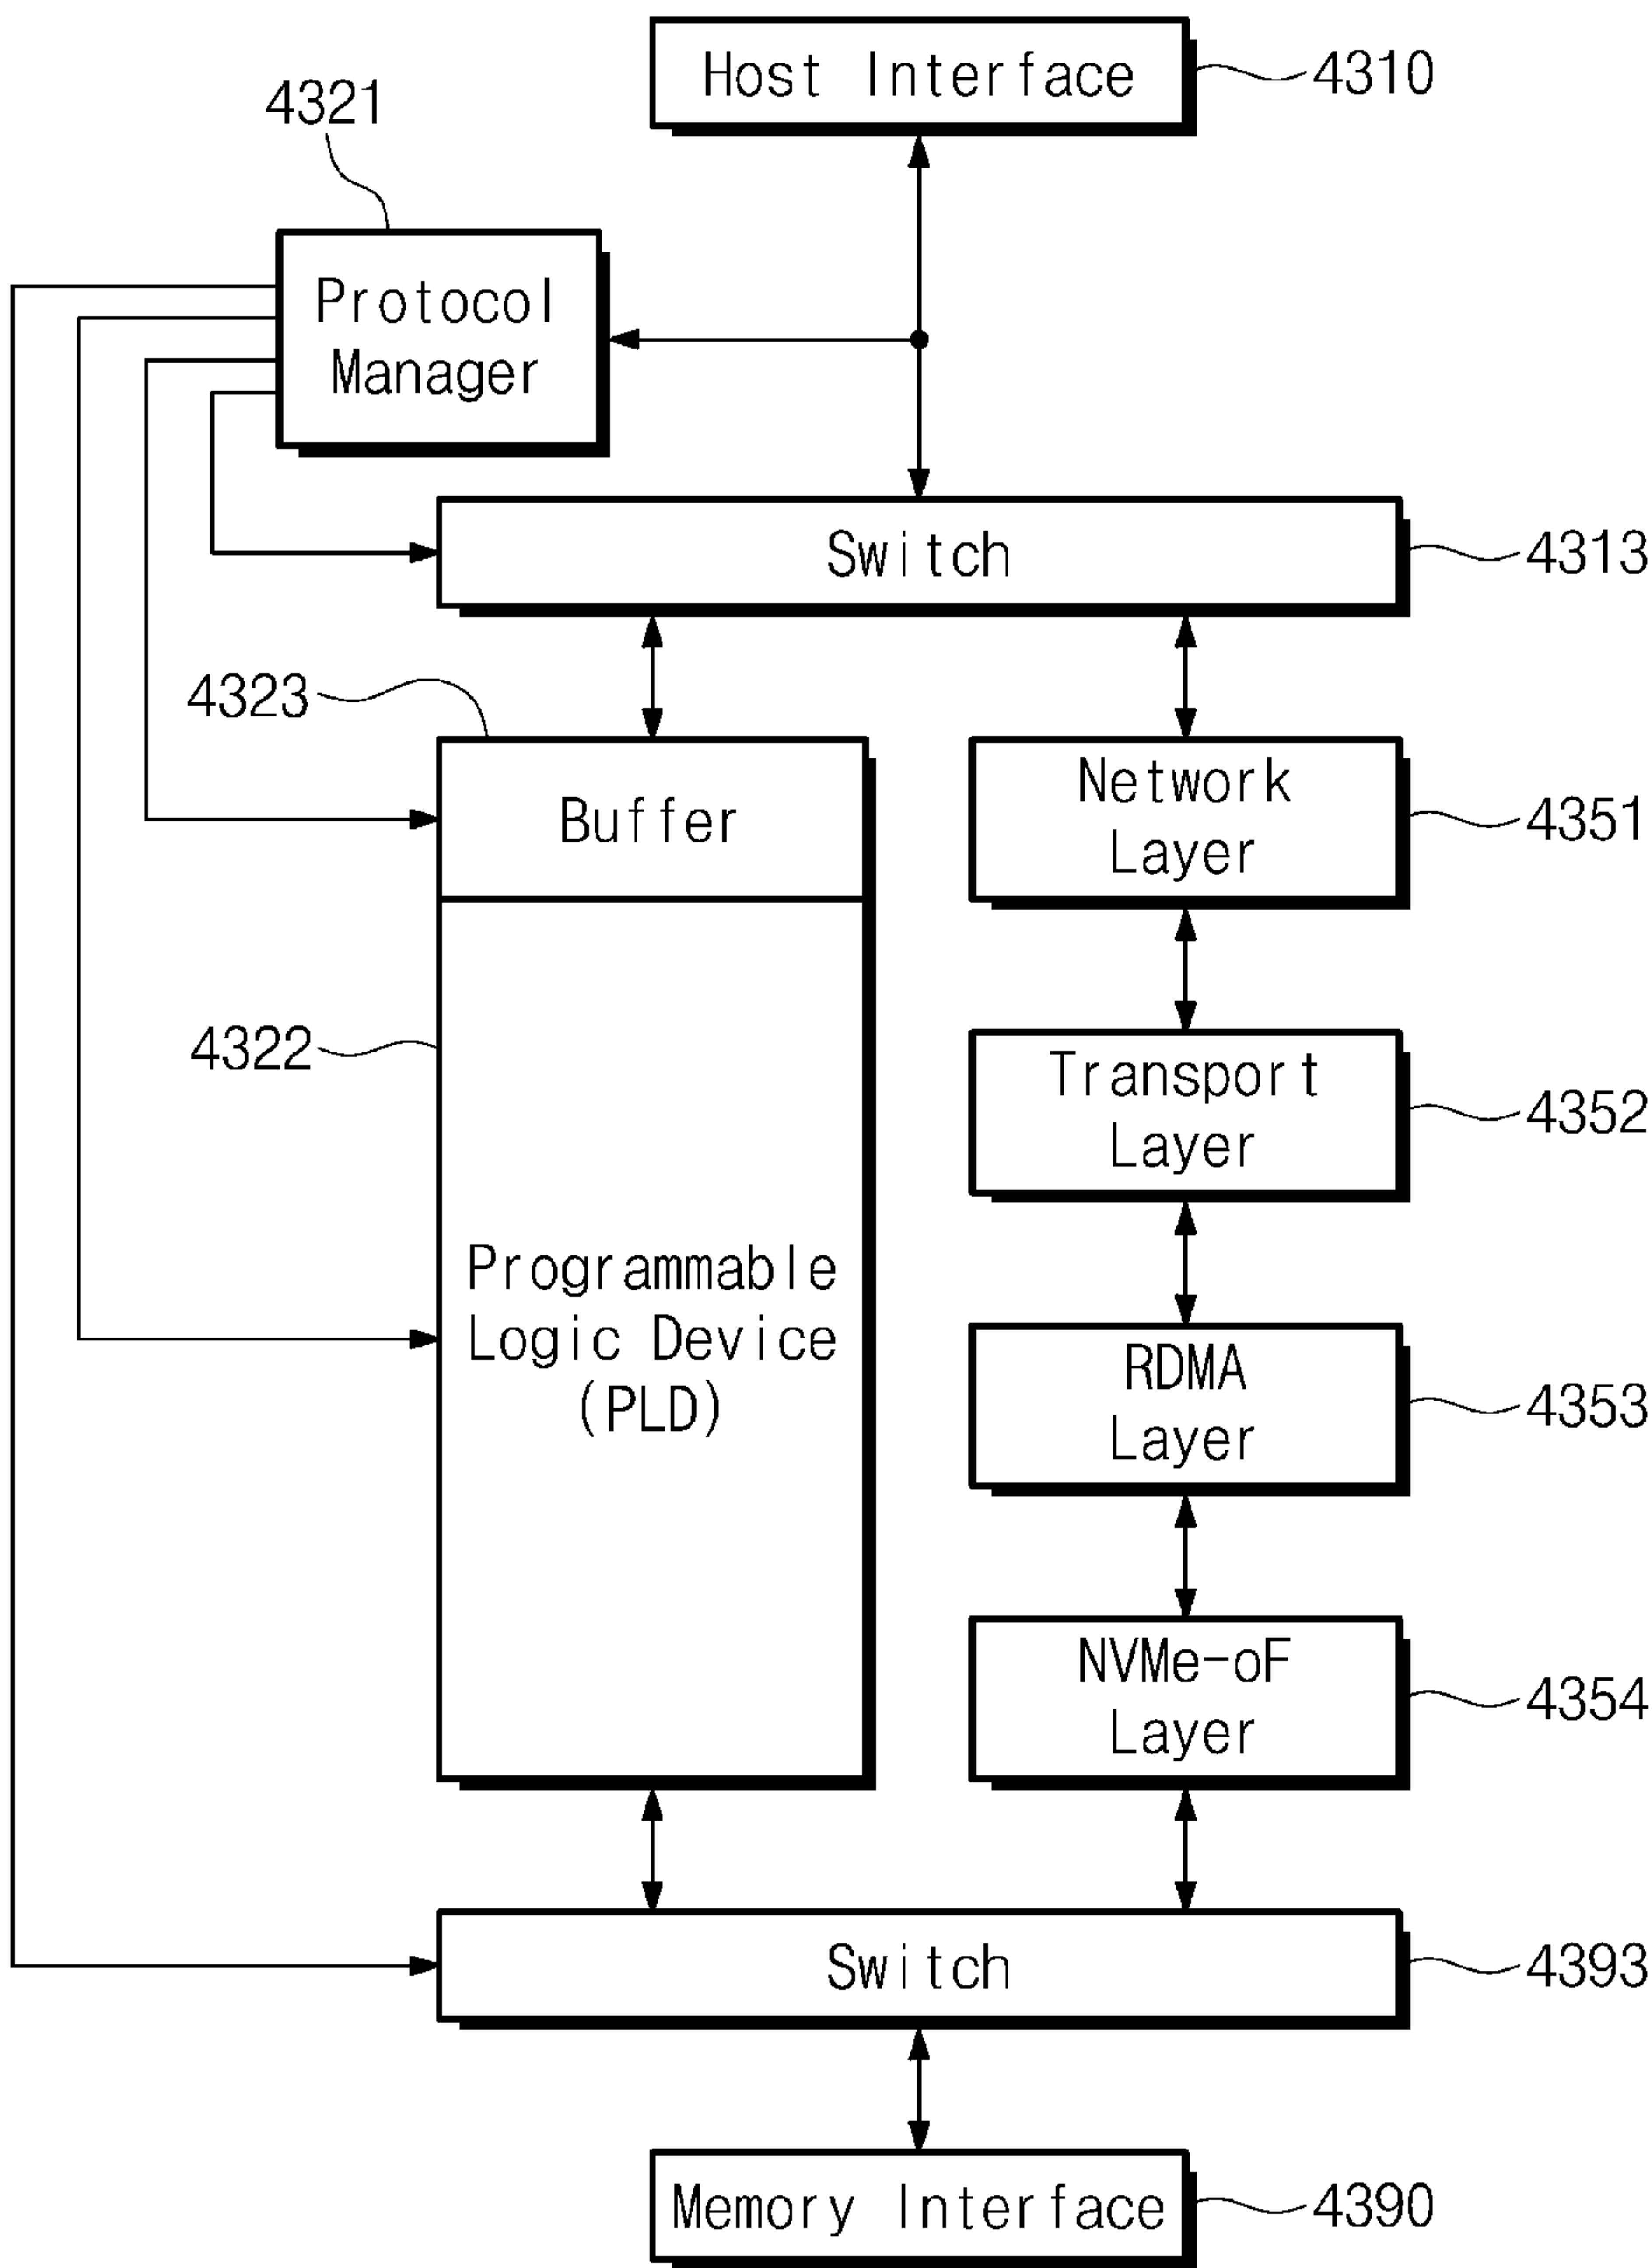 Host Interface
4310
4321
Protocol
Manager
Switch
4313
4323
Buffer
Network
Layer
4351
4322
Programmable
Logic Device
(PLD)
Transport
Layer
4352
RDMA
Layer
4353
NVMe-oF
Layer
4354
Switch
4393
Memory Interface
4390